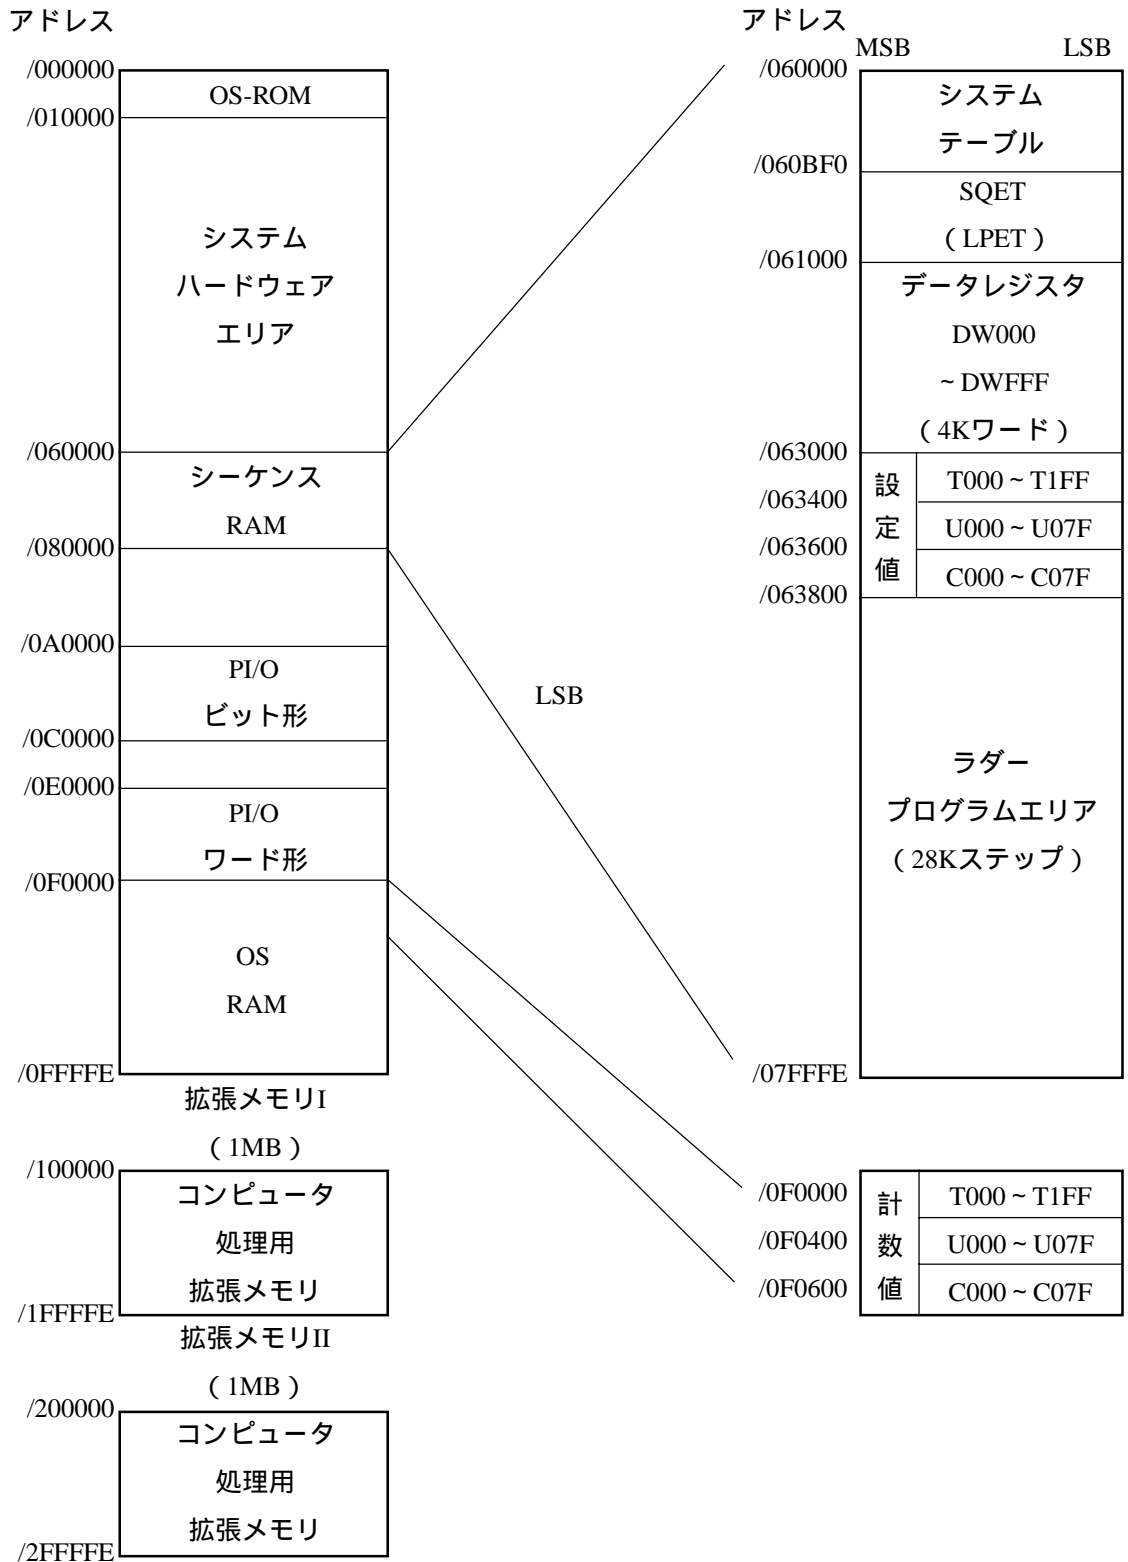 アドレス
/000000
OS-ROM
/010000
システム
ハードウェア
エリア
/060000
シーケンス
RAM
/080000
/0A0000
PI/O
ビット形
/0C0000
/0E0000
PI/O
ワード形
/0F0000
OS
RAM
/0FFFFE
拡張メモリI
(1MB)
/100000
コンピュータ
処理用
拡張メモリ
/1FFFFE
拡張メモリII
(1MB)
/200000
コンピュータ
処理用
拡張メモリ
/2FFFFE
LSB
アドレス
MSB LSB
/060000
システム
テーブル
/060BF0
SQET
(LPET)
/061000
データレジスタ
DW000
~DWFFF
(4Kワード)
/063000
設定値
T000~T1FF
/063400
U000~U07F
/063600
C000~C07F
/063800
ラダー
プログラムエリア
(28Kステップ)
/07FFFE
/0F0000
計数値
T000~T1FF
/0F0400
U000~U07F
/0F0600
C000~C07F